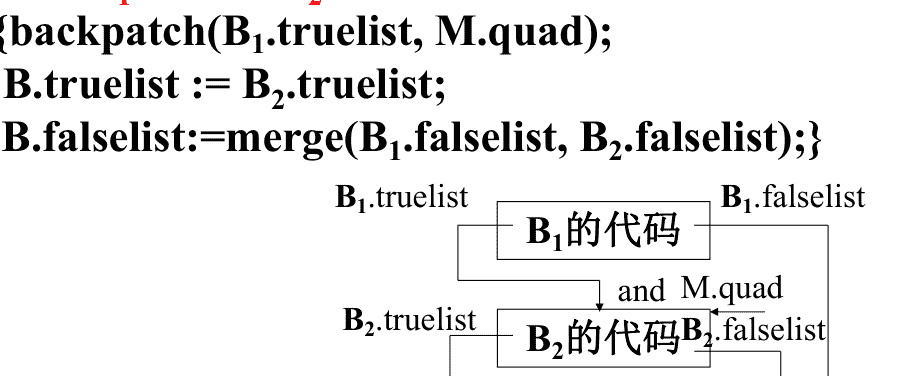 {backpatch(B₁.truelist, M.quad);
B.truelist := B₂.truelist;
B.falselist:=merge(B₁.falselist, B₂.falselist);}
B₁.truelist
B₁.falselist
B₁的代码
and M.quad
B₂.truelist
B₂的代码
B₂.falselist